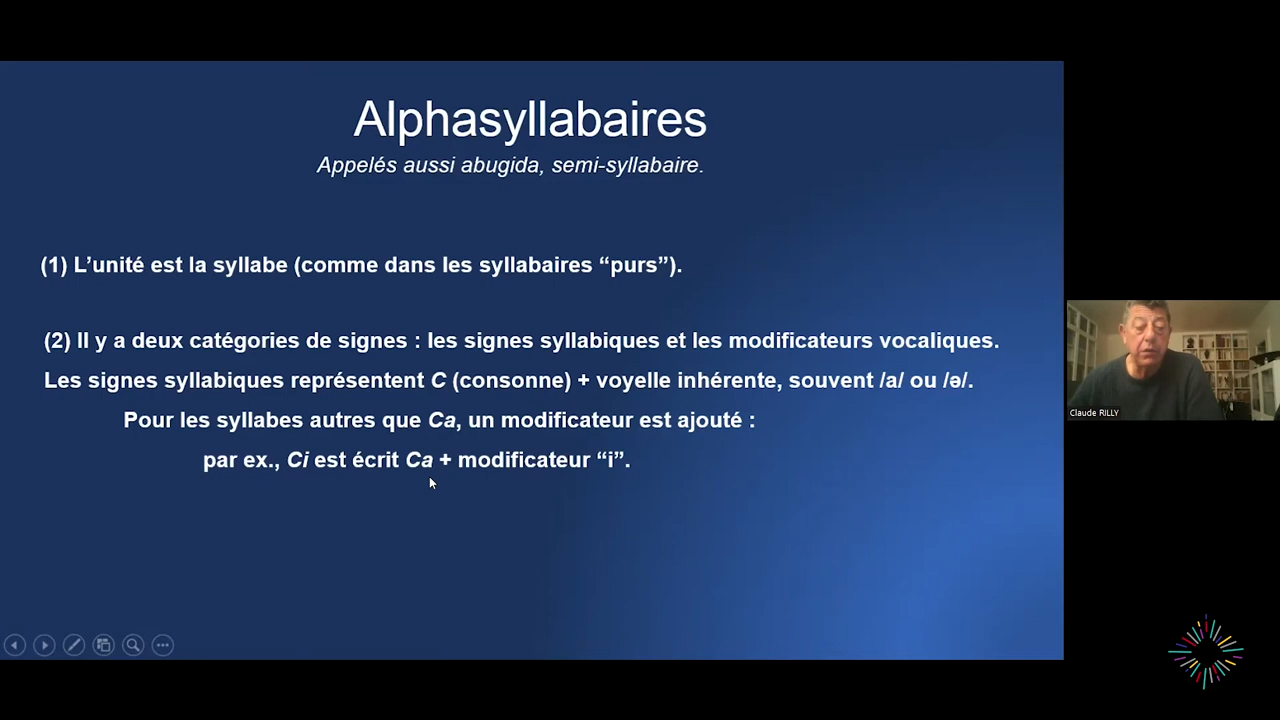 Alphasyllabaires
Appelés aussi abugida, semi-syllabaire.
(1) L’unité est la syllabe (comme dans les syllabaires “purs”).
(2) Il y a deux catégories de signes : les signes syllabiques et les modificateurs vocaliques.
Les signes syllabiques représentent C (consonne) + voyelle inhérente, souvent /a/ ou /ə/.
Pour les syllabes autres que Ca, un modificateur est ajouté :
par ex., Ci est écrit Ca + modificateur “i”.
Claude RILLY